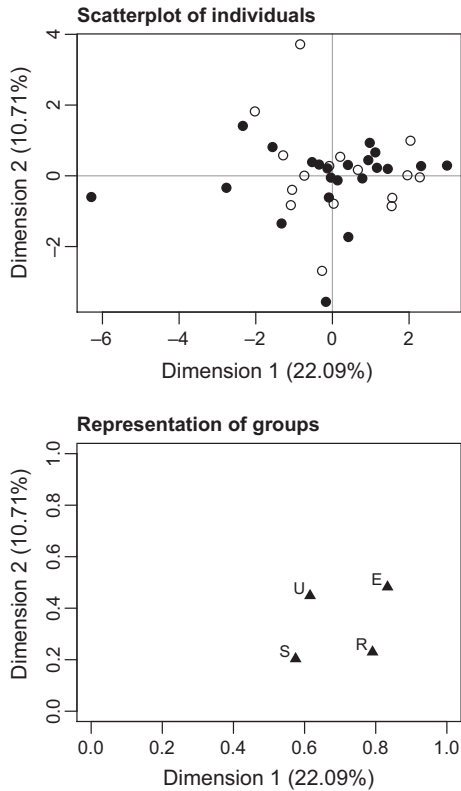 Scatterplot of individuals
Dimension 2 (10.71%)
4
2
0
−2
−6
−4
−2
0
2
Dimension 1 (22.09%)
Representation of groups
Dimension 2 (10.71%)
1.0
0.8
0.6
0.4
0.2
0.0
U
E
S
R
0.0
0.2
0.4
0.6
0.8
1.0
Dimension 1 (22.09%)